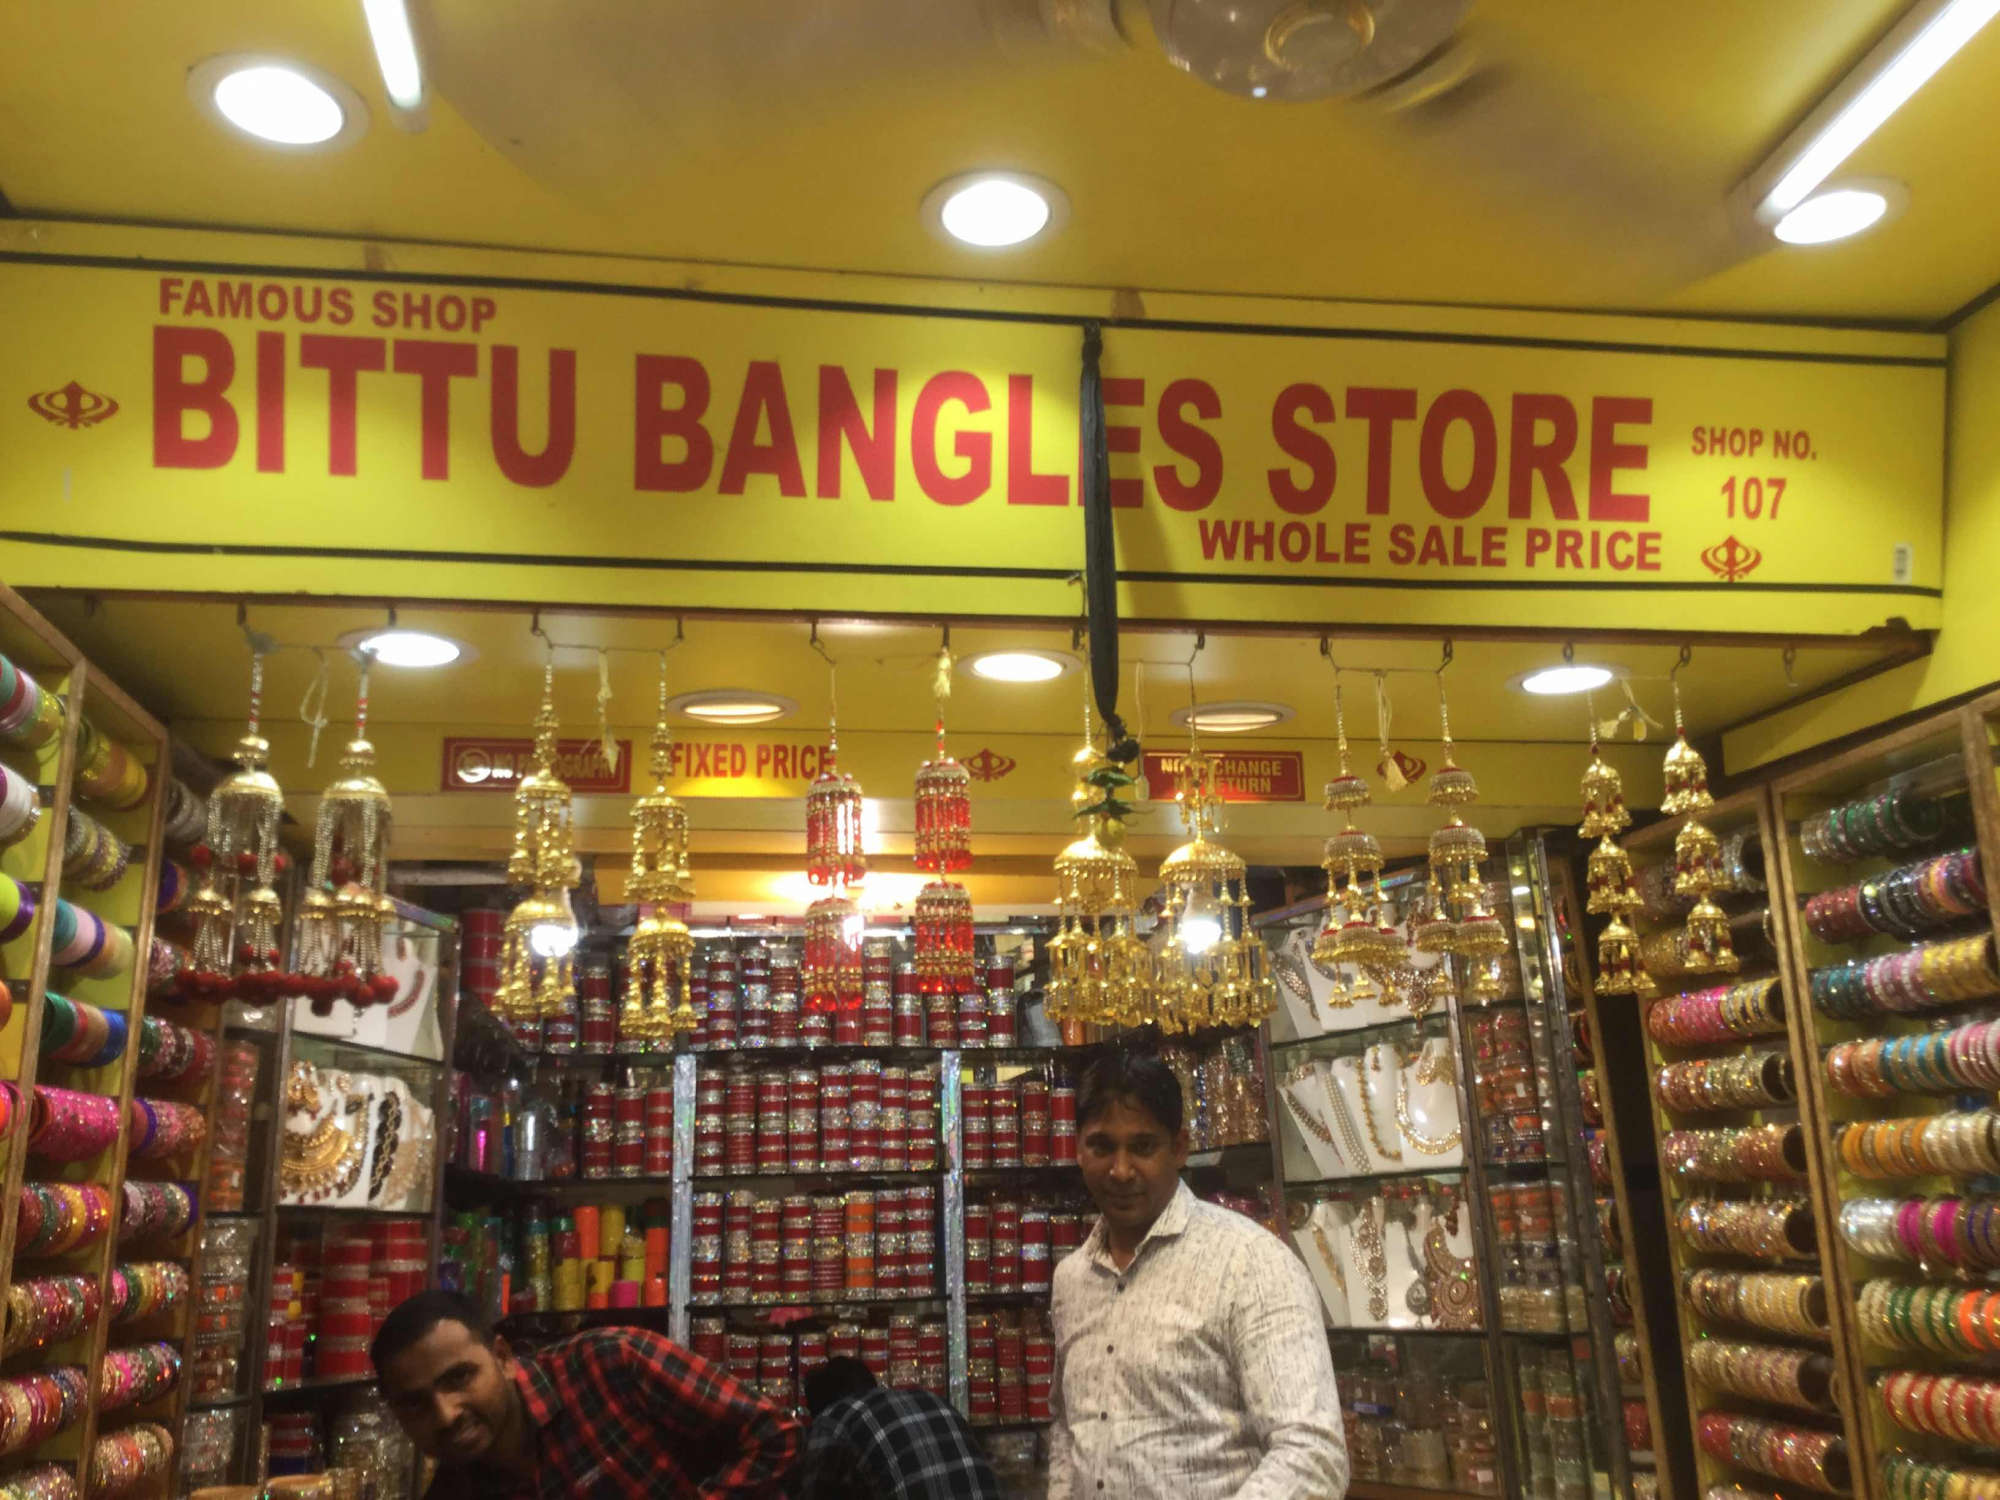 FAMOUS SHOP
BITTU BANGLES STORE
WHOLE SALE PRICE
SHOP NO.
107
FIXED PRICE